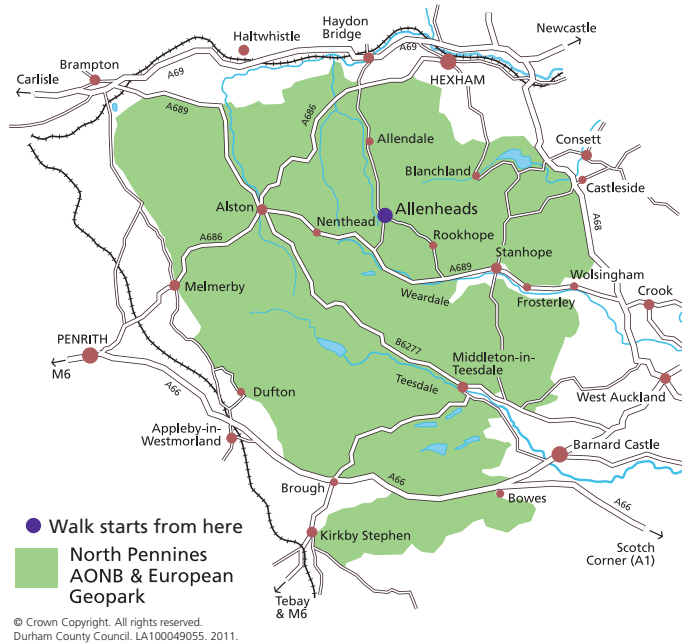 Newcastle
Haydon
Bridge
Haltwhistle
A69
Brampton
A69
Carlisle
HEXHAM
A686
A689
Allendale
Consett
Blanchland
Castleside
Alston
Allenheads
Nenthead
A68
Rookhope
A686
Stanhope
A689
Wolsingham
Melmerby
Weardale
Crook
Frosterley
PENRITH
B6277
Middleton-in-
Teesdale
M6
A66
Teesdale
Dufton
West Auckland
Appleby-in-
Westmorland
Barnard Castle
Brough
A66
Bowes
A66
Walk starts from here
Kirkby Stephen
Scotch
Corner (A1)
North Pennines
AONB & European
Geopark
Tebay
& M6
© Crown Copyright. All rights reserved.
Durham County Council. LA100049055. 2011.